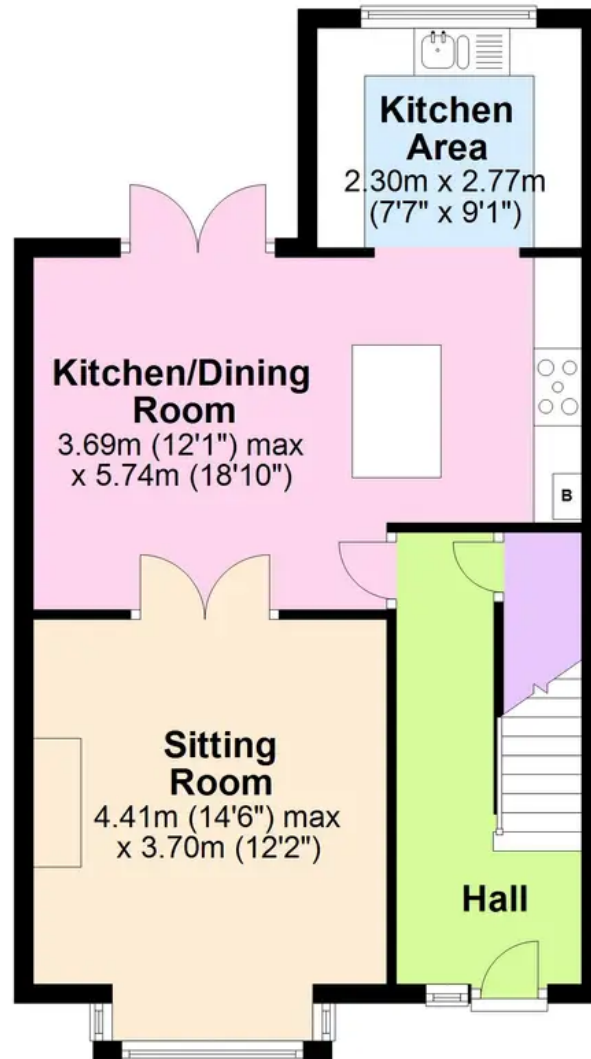 Kitchen
Area
2.30m x 2.77m
(7'7" x 9'1")
Kitchen/Dining
Room
3.69m (12'1") max
x 5.74m (18'10")
B
Sitting
Room
4.41m (14'6") max
x 3.70m (12'2")
Hall